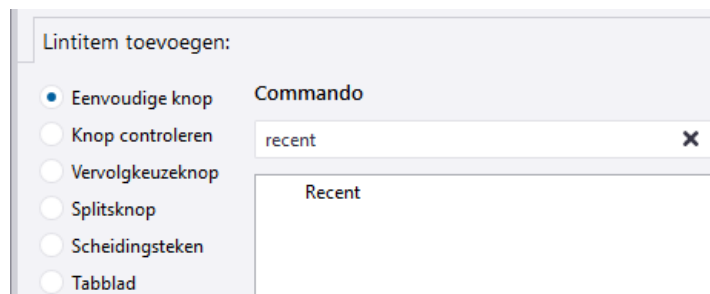 Lintitem toevoegen:
Eenvoudige knop
Knop controleren
Vervolgkeuzeknop
Splitsknop
Scheidingsteken
Tabblad
Commando
recent
Recent